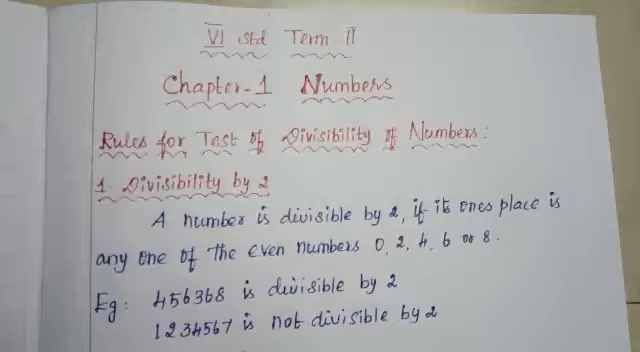 VI Std Term II
Chapter-1 Numbers
Rules for Test of Divisibility of Numbers:
1. Divisibility by 2
A number is divisible by 2, if its ones place is
any one of the even numbers 0, 2, 4, 6 or 8.
Eg: 456368 is divisible by 2
1234567 is not divisible by 2